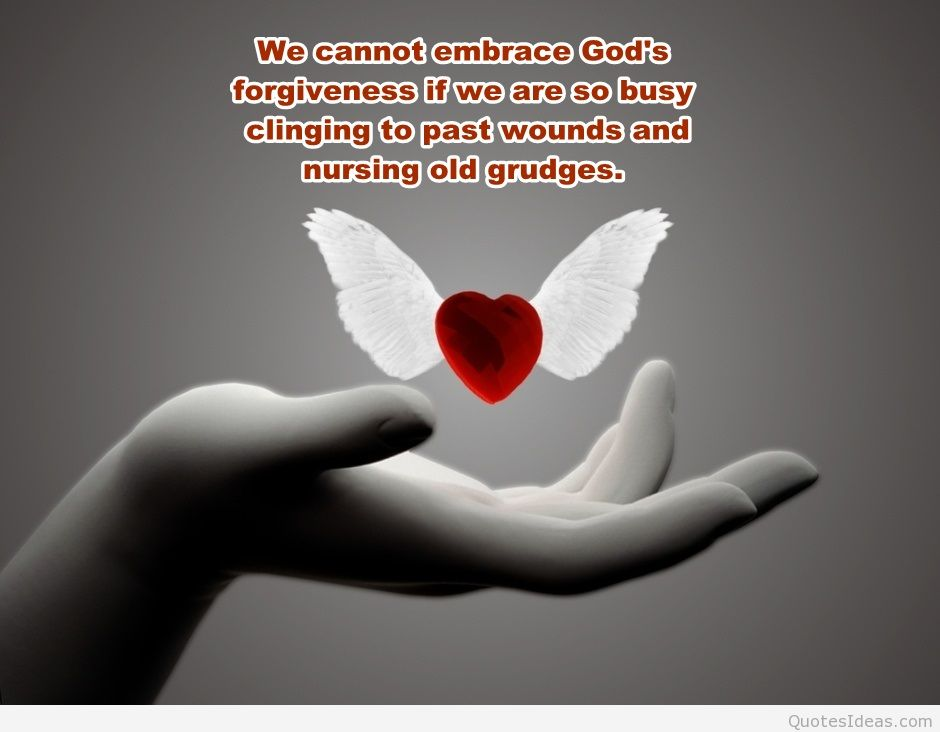 We cannot embrace God's
forgiveness if we are so busy
clinging to past wounds and
nursing old grudges.
QuotesIdeas.com